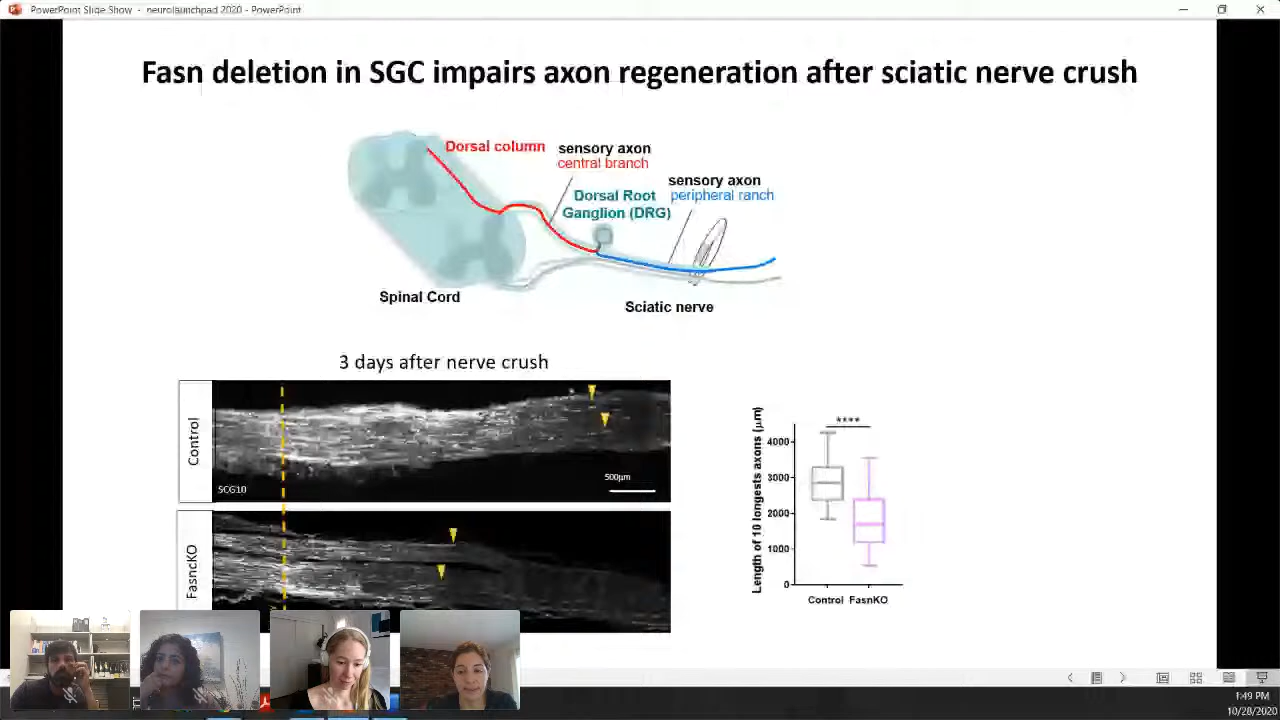 PowerPoint Slide Show - neurolaunchpad 2020 - PowerPoint
Fasn deletion in SGC impairs axon regeneration after sciatic nerve crush
Dorsal column
sensory axon
central branch
sensory axon
peripheral ranch
Dorsal Root
Ganglion (DRG)
Spinal Cord
Sciatic nerve
3 days after nerve crush
Control
SCG10
500µm
FasncKO
Length of 10 longests axons (µm)
****
4000
3000
2000
1000
0
Control FasnKO
1:49 PM
10/28/2020